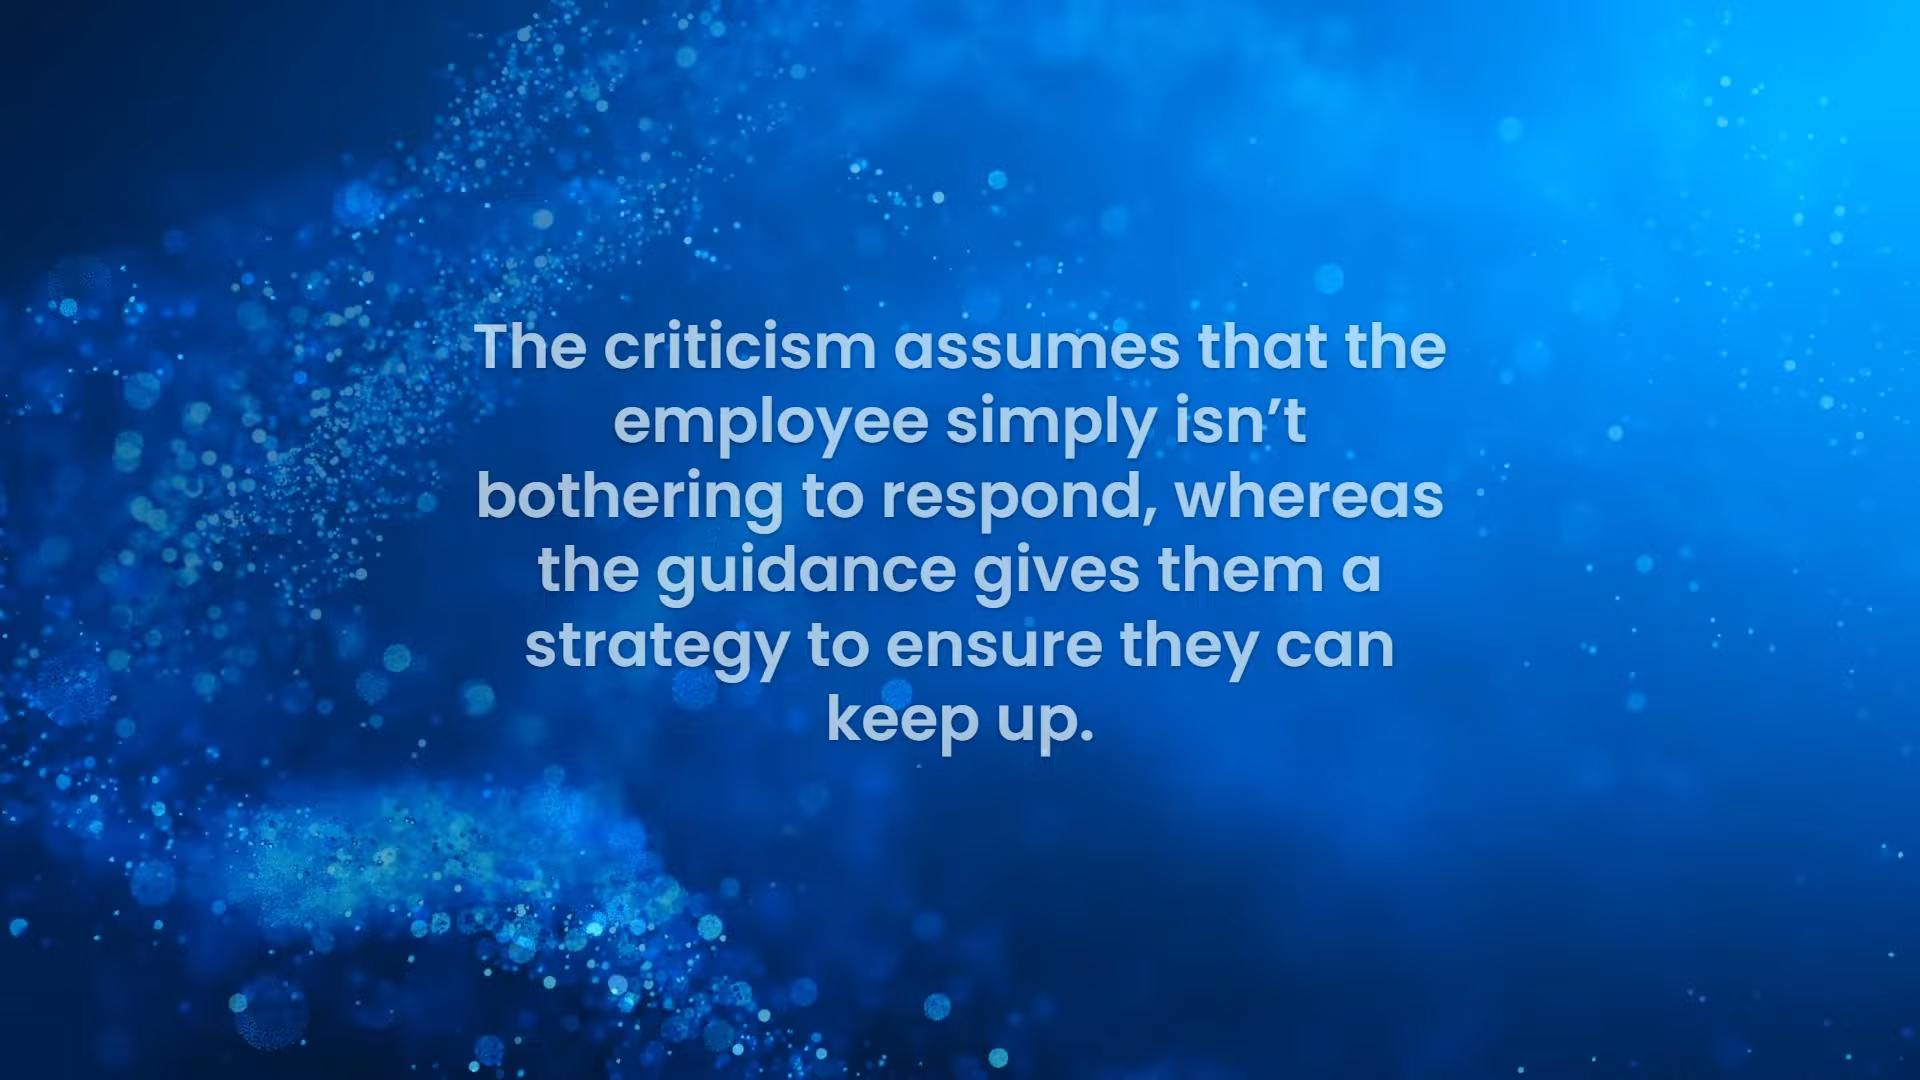 The criticism assumes that the
employee simply isn’t
bothering to respond, whereas
the guidance gives them a
strategy to ensure they can
keep up.